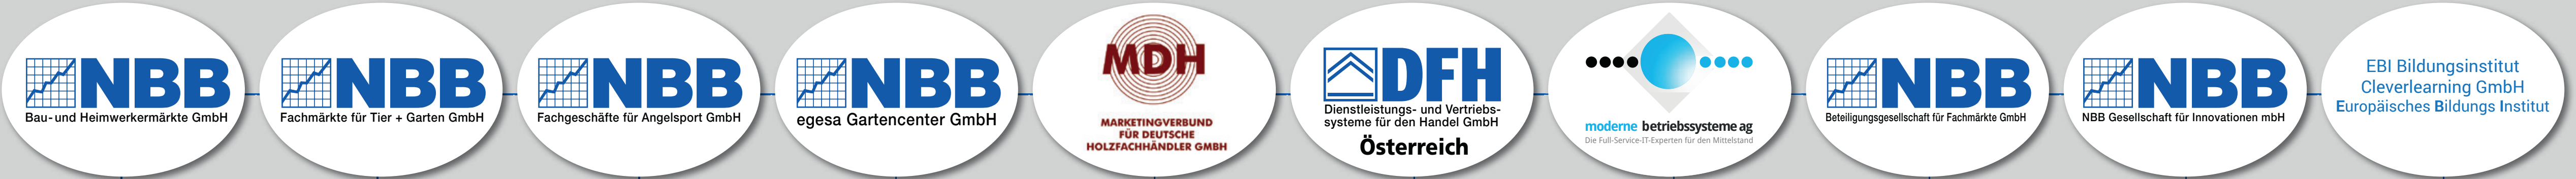 NBB
Bau- und Heimwerkermärkte GmbH
NBB
Fachmärkte für Tier + Garten GmbH
NBB
Fachgeschäfte für Angelsport GmbH
NBB
egesa Gartencenter GmbH
MDH
MARKETINGVERBUND
FÜR DEUTSCHE
HOLZFACHHÄNDLER GMBH
DFH
Dienstleistungs- und Vertriebs-
systeme für den Handel GmbH
Österreich
moderne betriebssysteme ag
Die Full-Service-IT-Experten für den Mittelstand
NBB
Beteiligungsgesellschaft für Fachmärkte GmbH
NBB
NBB Gesellschaft für Innovationen mbH
EBI Bildungsinstitut
Cleverlearning GmbH
Europäisches Bildungs Institut